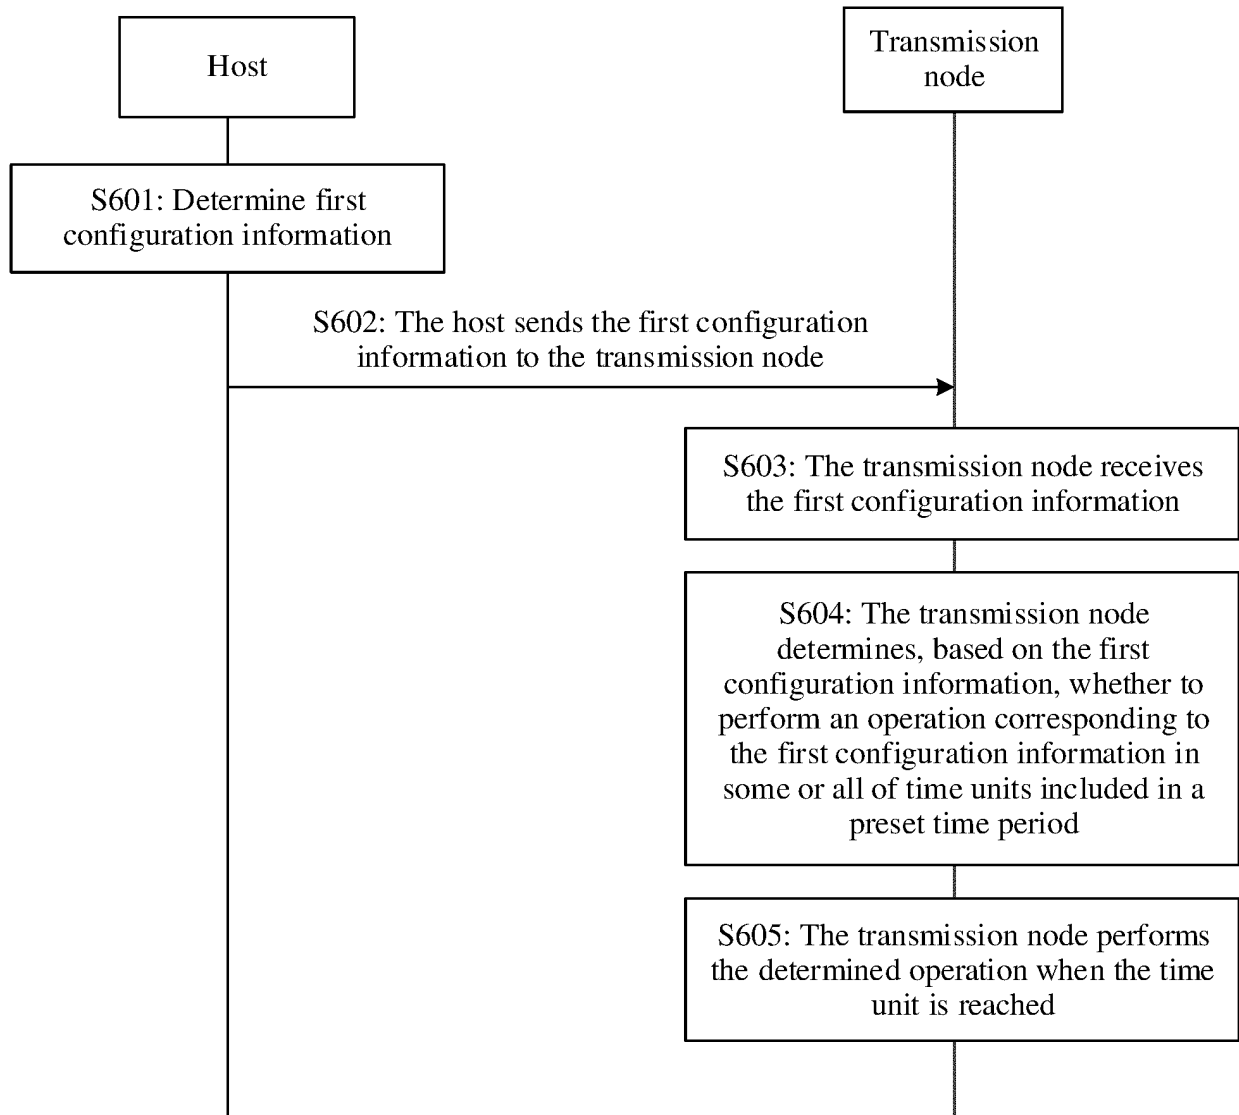 Host
Transmission
node
S601: Determine first
configuration information
S602: The host sends the first configuration
information to the transmission node
S603: The transmission node receives
the first configuration information
S604: The transmission node
determines, based on the first
configuration information, whether to
perform an operation corresponding to
the first configuration information in
some or all of time units included in a
preset time period
S605: The transmission node performs
the determined operation when the time
unit is reached